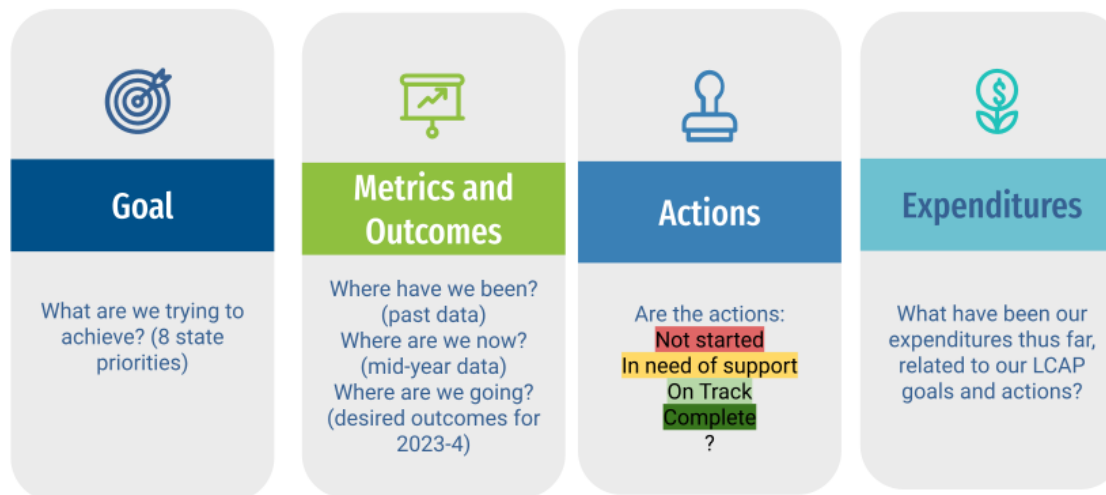 Goal
What are we trying to
achieve? (8 state
priorities)
Metrics and
Outcomes
Where have we been?
(past data)
Where are we now?
(mid-year data)
Where are we going?
(desired outcomes for
2023-4)
Actions
Are the actions:
Not started
In need of support
On Track
Complete
?
$
Expenditures
What have been our
expenditures thus far,
related to our LCAP
goals and actions?